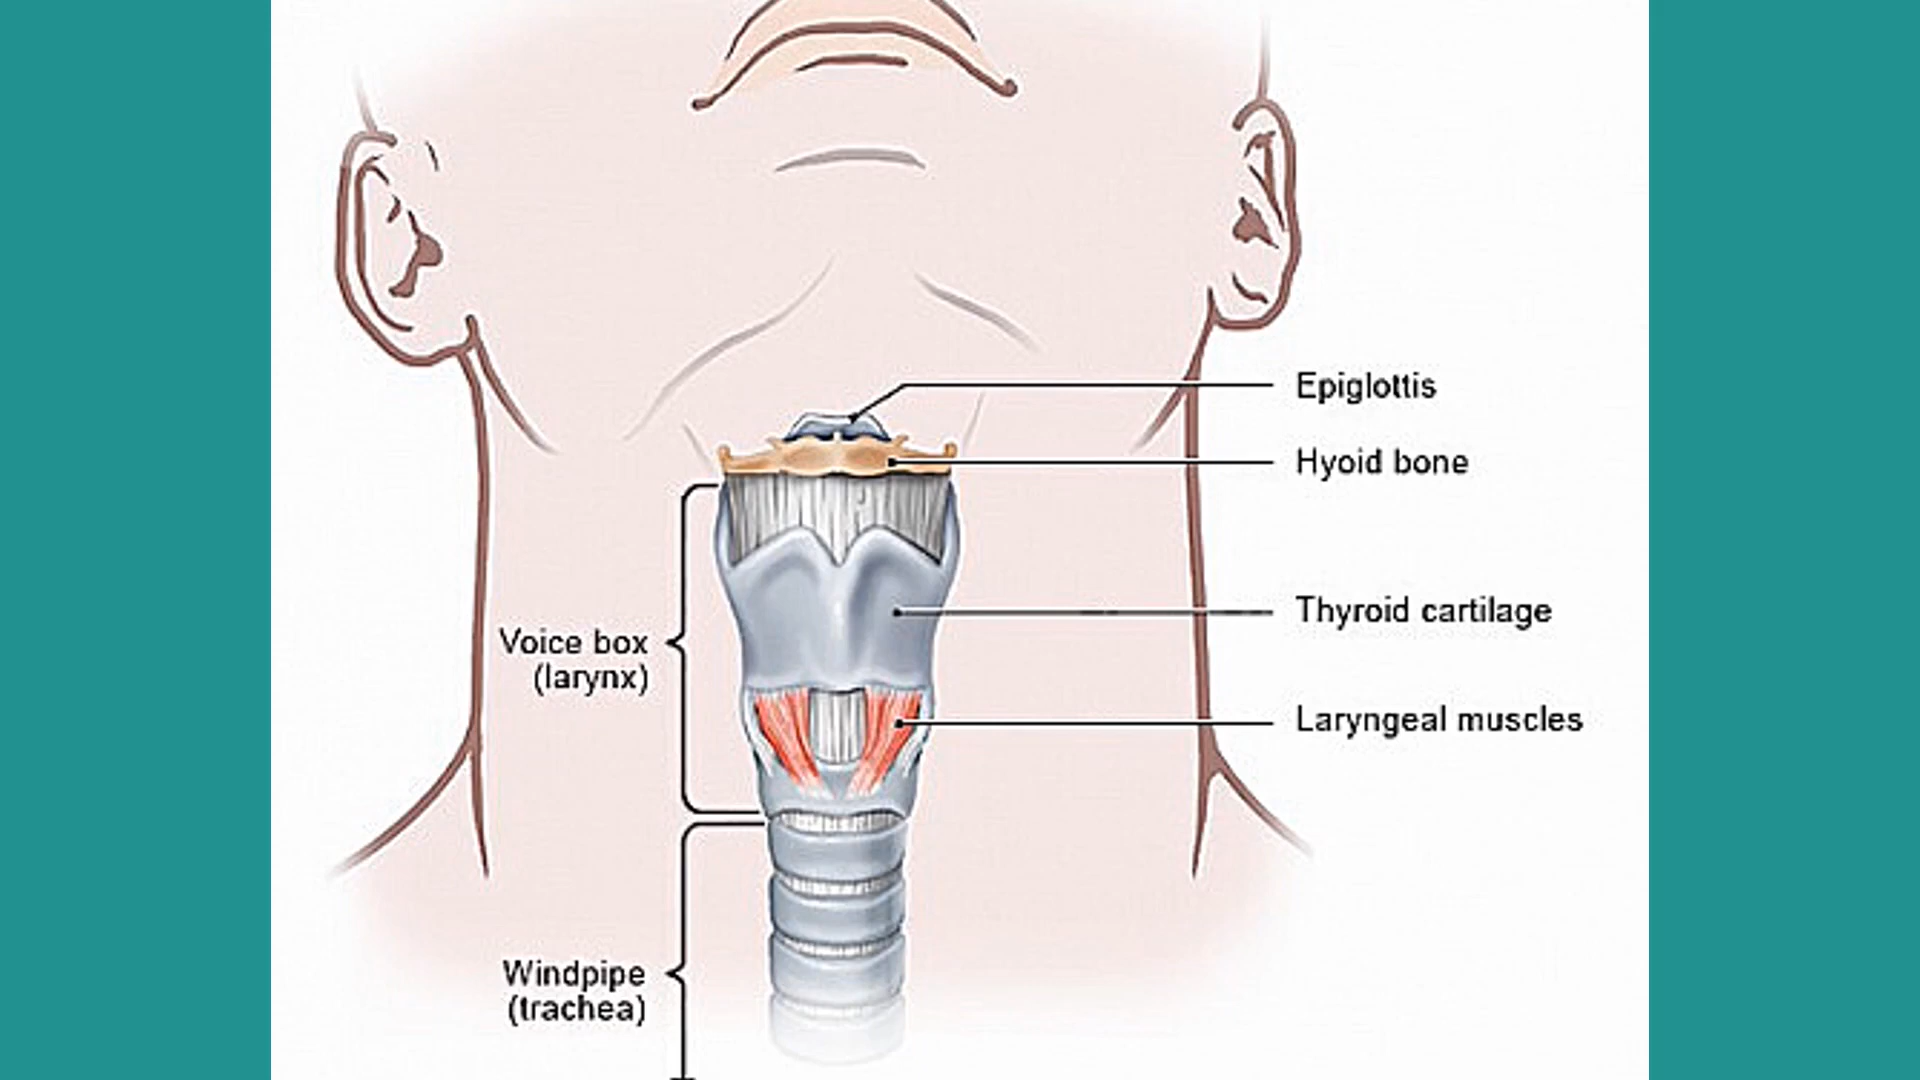 Epiglottis
Hyoid bone
Thyroid cartilage
Voice box
(larynx)
Laryngeal muscles
Windpipe
(trachea)